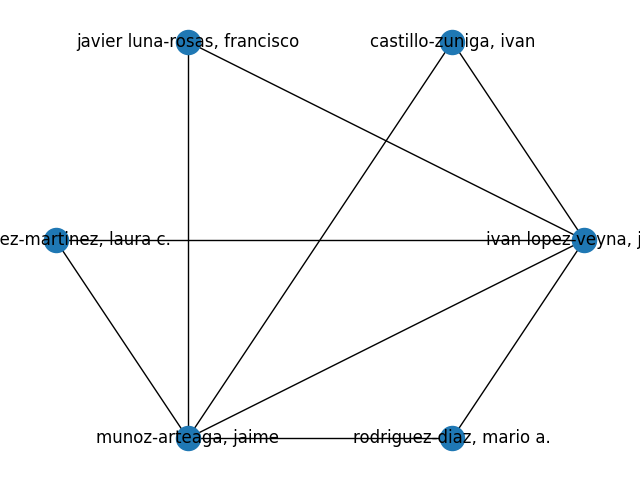 javier luna-rosas, francisco
castillo-zuniga, ivan
ez-martinez, laura c.
ivan lopez-veyna, j
munoz-arteaga, jaime
rodriguez-diaz, mario a.